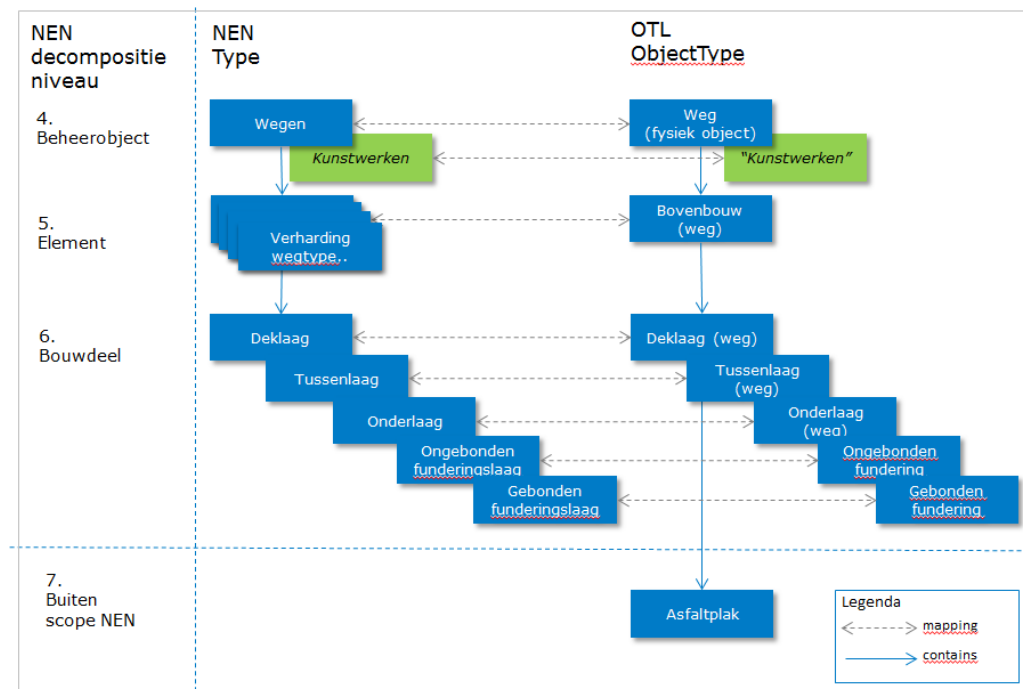 NEN
decompositie
niveau
NEN
Type
OTL
ObjectType
4.
Beheerobject
Wegen
Weg
(fysiek object)
Kunstwerken
"Kunstwerken"
5.
Element
Verharding
wegtype..
Bovenbouw
(weg)
6.
Bouwdeel
Deklaag
Deklaag (weg)
Tussenlaag
Tussenlaag
(weg)
Onderlaag
Onderlaag
(weg)
Ongebonden
funderingslaag
Ongebonden
fundering
Gebonden
funderingslaag
Gebonden
fundering
7.
Buiten
scope NEN
Asfaltplak
Legenda
mapping
contains